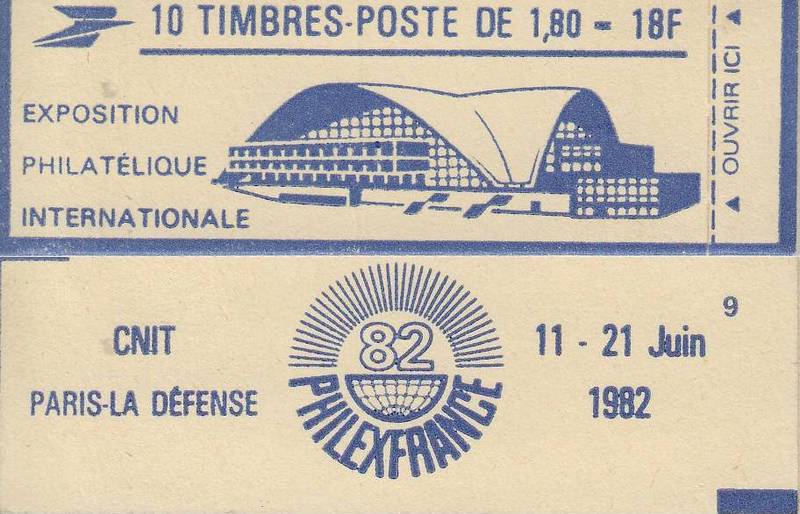 10 TIMBRES-POSTE DE 1,80 = 18F
EXPOSITION
PHILATÉLIQUE
INTERNATIONALE
OUVRIR ICI
9
CNIT
PARIS-LA DÉFENSE
82
PHILEXFRANCE
11 - 21 Juin
1982